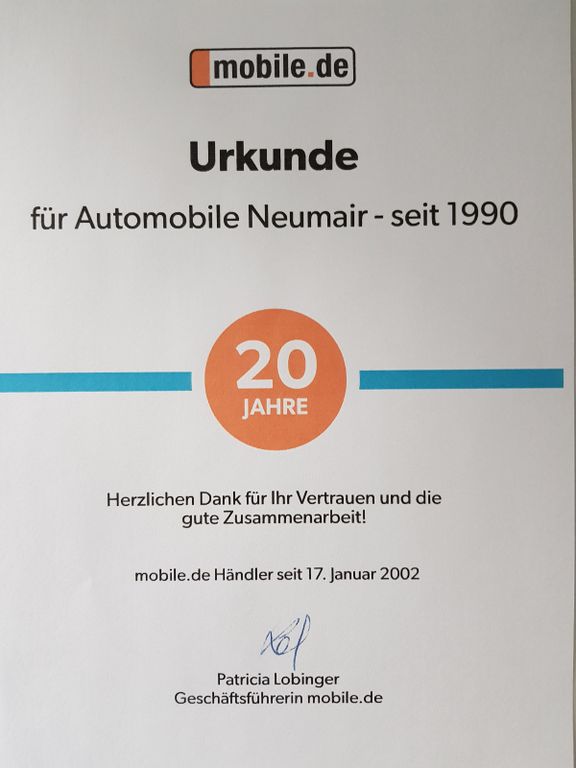 mobile.de
Urkunde
für Automobile Neumair - seit 1990
20
JAHRE
Herzlichen Dank für Ihr Vertrauen und die
gute Zusammenarbeit!
mobile.de Händler seit 17. Januar 2002
Patricia Lobinger
Geschäftsführerin mobile.de